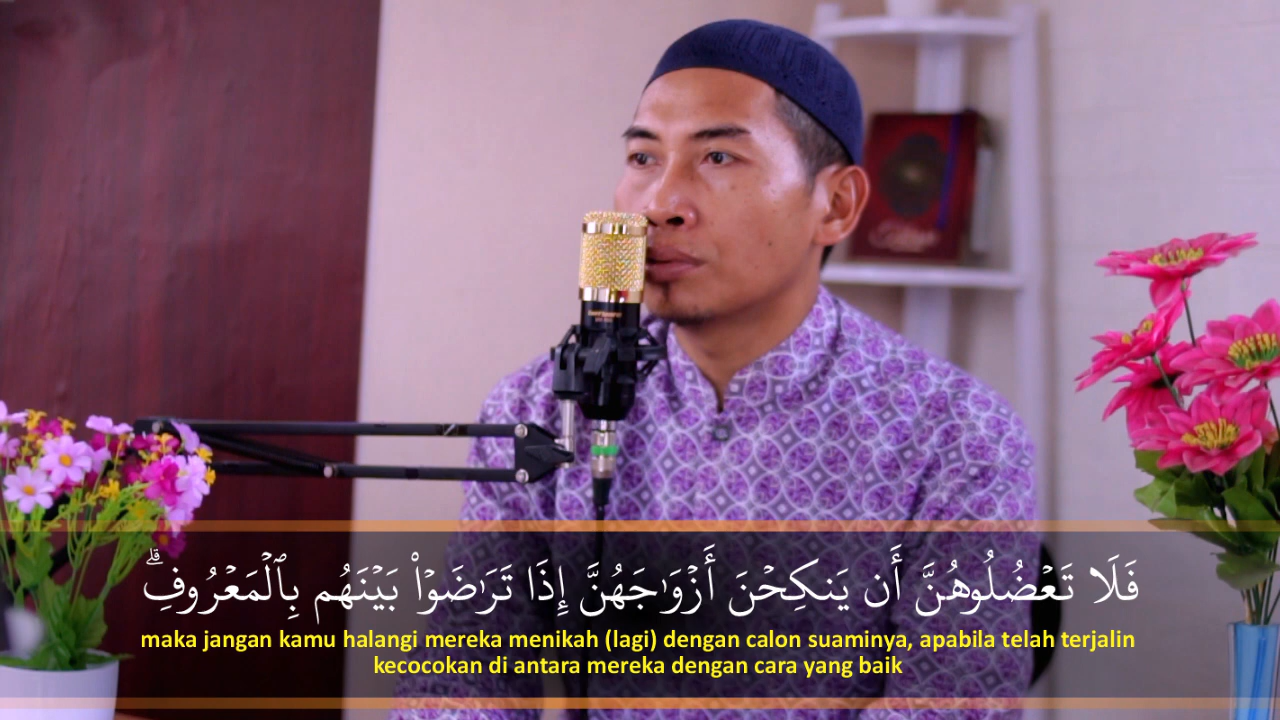 فَلَا تَعۡضُلُوهُنَّ أَن يَنكِحۡنَ أَزۡوَٰجَهُنَّ إِذَا تَرَٰضَوۡاْ بَيۡنَهُم بِٱلۡمَعۡرُوفِۗ
maka jangan kamu halangi mereka menikah (lagi) dengan calon suaminya, apabila telah terjalin
kecocokan di antara mereka dengan cara yang baik